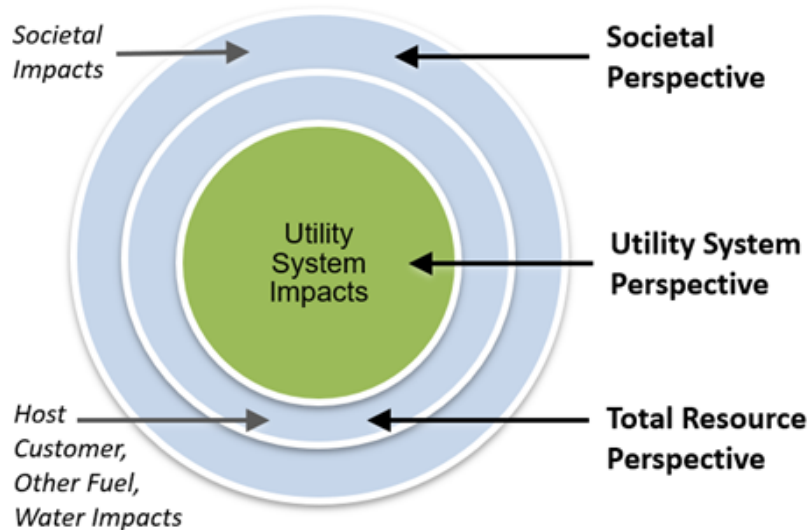 Societal
Impacts
Societal
Perspective
Utility
System
Impacts
Utility System
Perspective
Host
Customer,
Other Fuel,
Water Impacts
Total Resource
Perspective